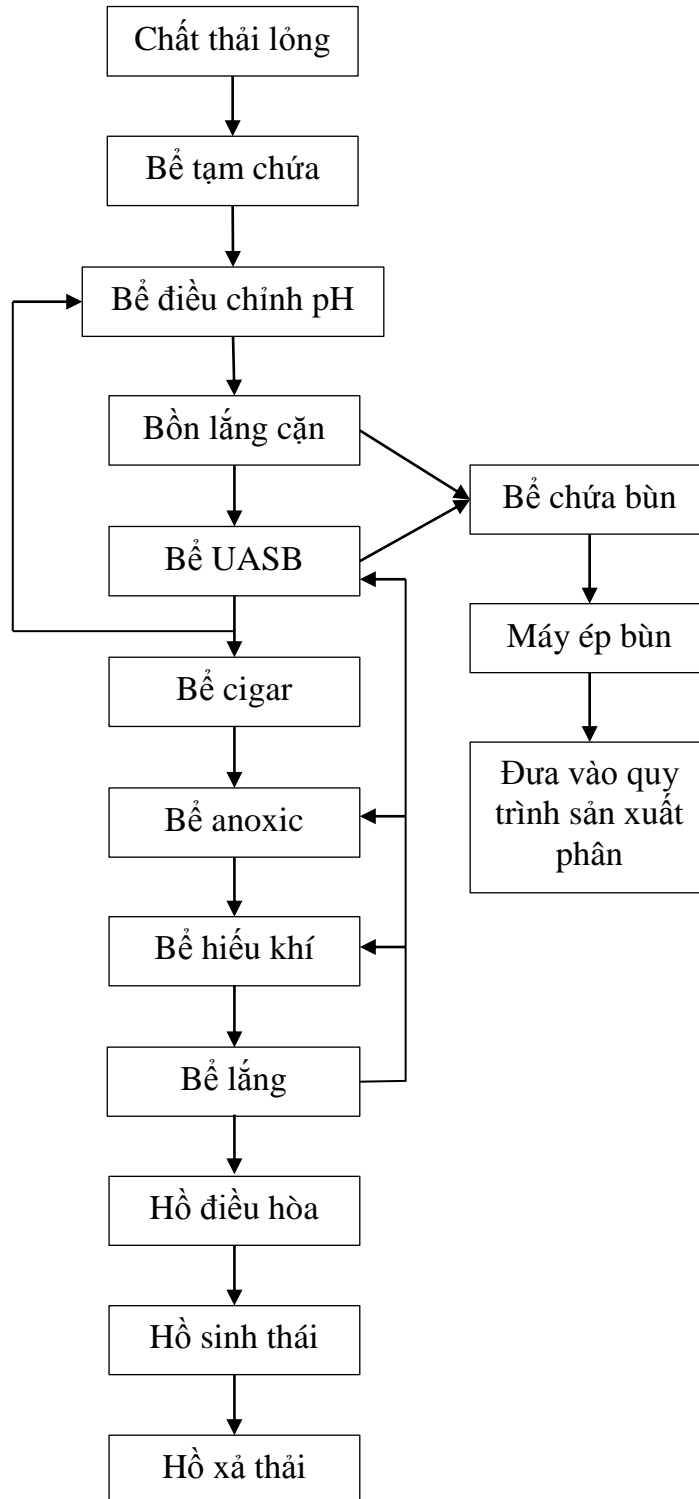 Chất thải lỏng
Bể tạm chứa
Bể điều chỉnh pH
Bồn lắng cặn
Bể UASB
Bể cigar
Bể anoxic
Bể hiếu khí
Bể lắng
Hồ điều hòa
Hồ sinh thái
Hồ xả thải
Bể chứa bùn
Máy ép bùn
Đưa vào quy
trình sản xuất
phân